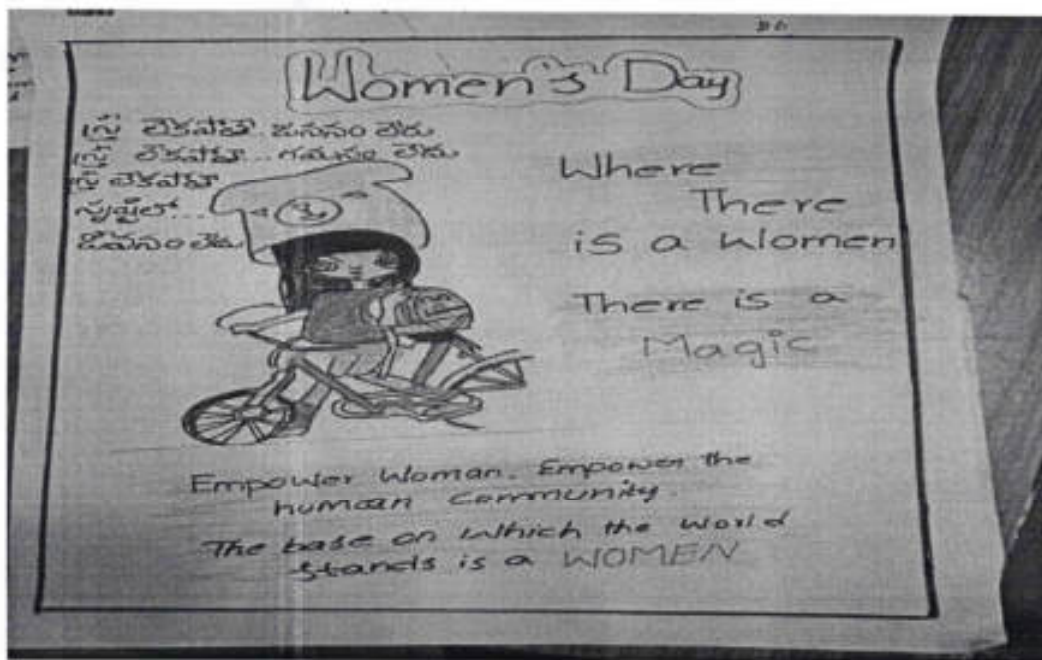 Women's Day
స్త్రీ లేకపోతే జననం లేదు
స్త్రీ లేకపోతే... గమనం లేదు
స్త్రీ లేకపోతే
సృష్టిలో...
జీవనం లేదు
Where
There
is a Women
There is a
Magic
Empower Woman. Empower the
human Community.
The base on Which the World
stands is a WOMEN